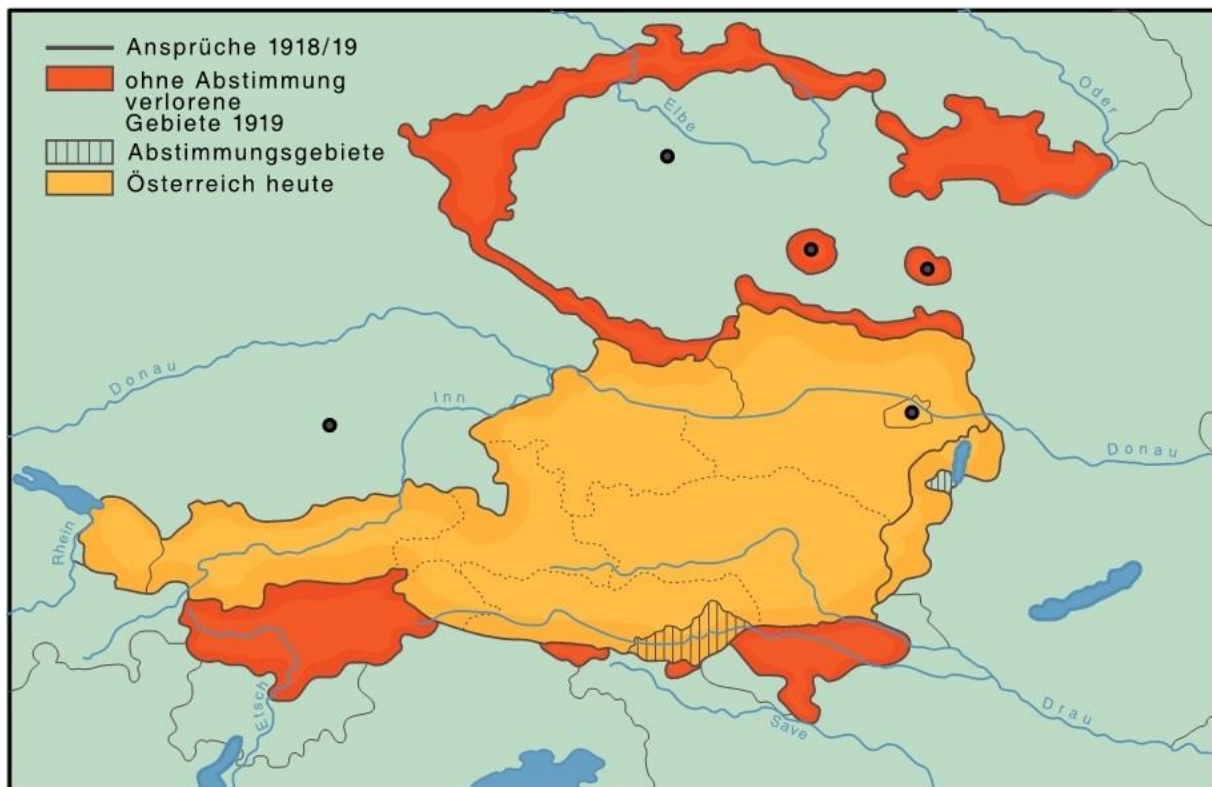 Ansprüche 1918/19
ohne Abstimmung
verlorene
Gebiete 1919
Abstimmungsgebiete
Österreich heute
Elbe
Oder
Donau
Inn
Donau
Rhein
Etsch
Save
Drau